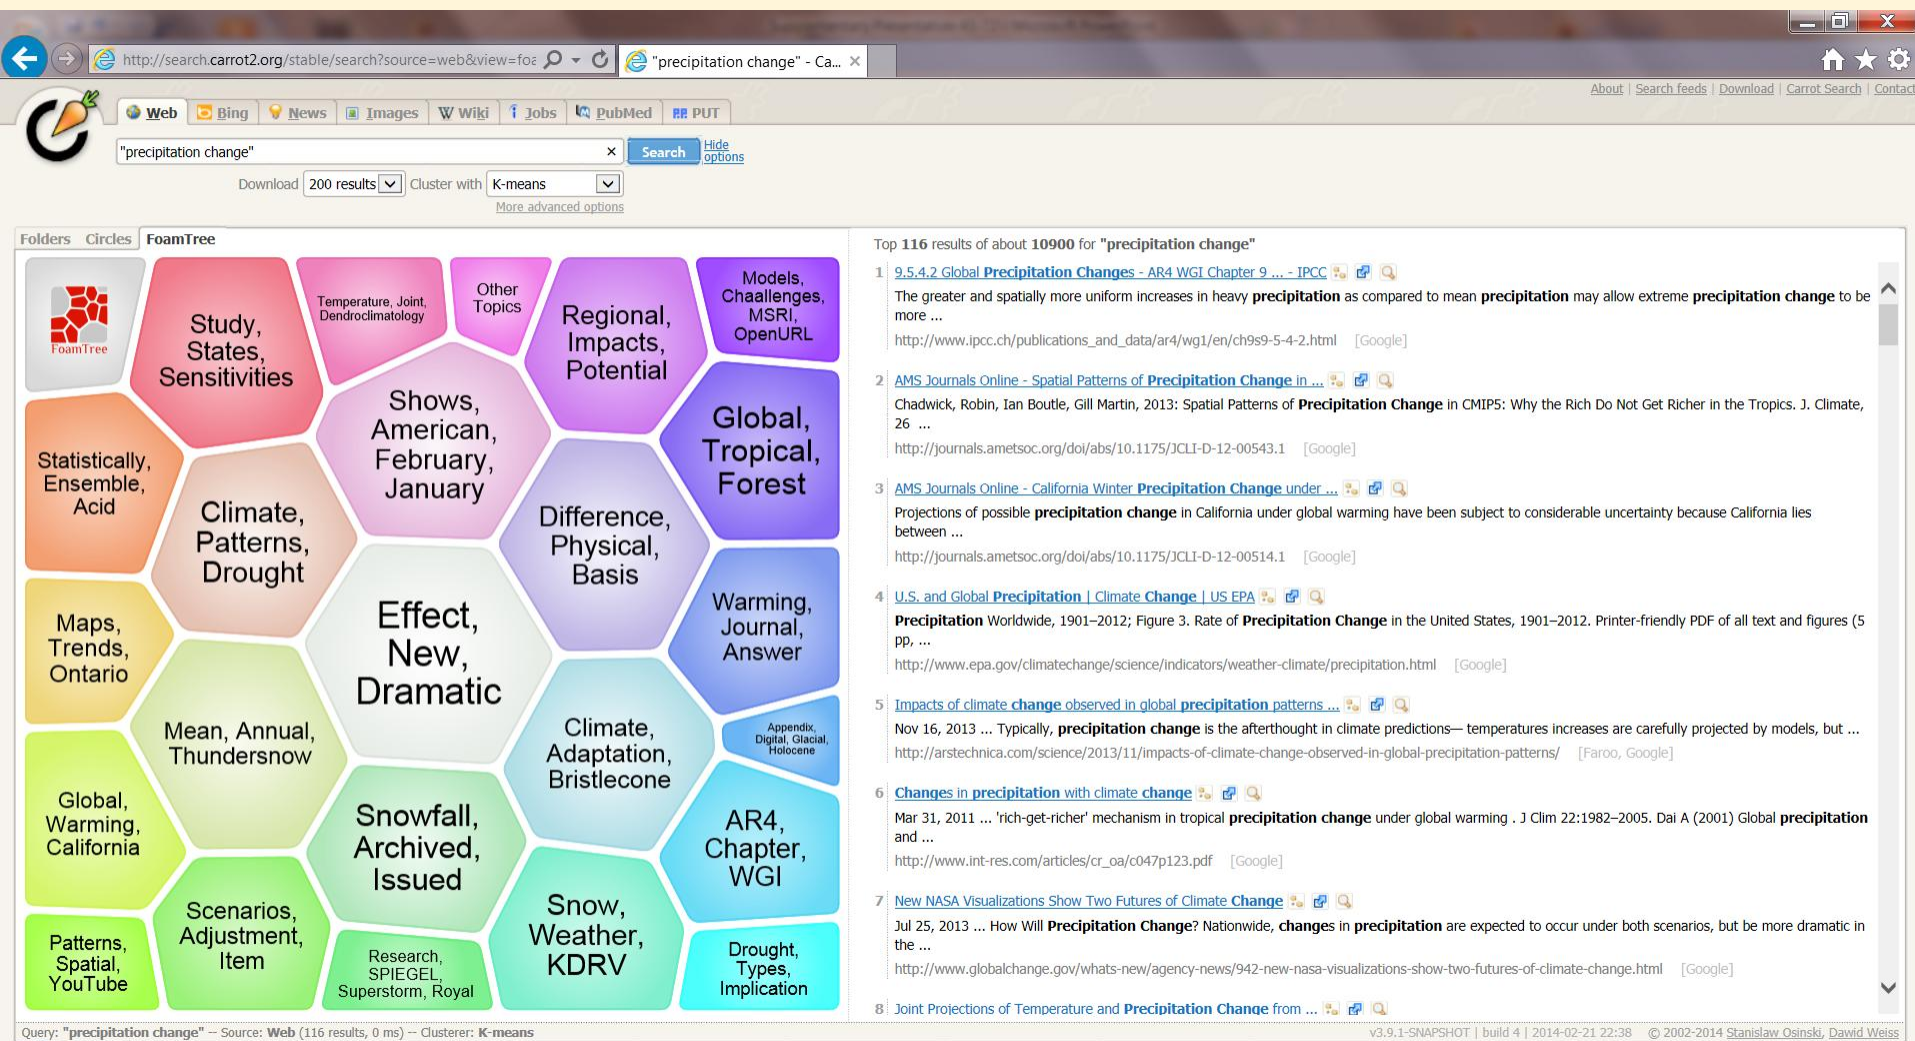 http://search.carrot2.org/stable/search?source=web&view=foa
"precipitation change" - Ca...
About | Search feeds | Download | Carrot Search | Contact
Web Bing News Images Wiki Jobs PubMed PUT
"precipitation change"
Search
Hide
options
Download 200 results Cluster with K-means
More advanced options
Folders Circles FoamTree
FoamTree
Study,
States,
Sensitivities
Temperature, Joint,
Dendroclimatology
Other
Topics
Regional,
Impacts,
Potential
Models,
Chaallenges,
MSRI,
OpenURL
Shows,
American,
February,
January
Global,
Tropical,
Forest
Statistically,
Ensemble,
Acid
Climate,
Patterns,
Drought
Difference,
Physical,
Basis
Maps,
Trends,
Ontario
Effect,
New,
Dramatic
Warming,
Journal,
Answer
Mean, Annual,
Thundersnow
Climate,
Adaptation,
Bristlecone
Appendix,
Digital, Glacial,
Holocene
Global,
Warming,
California
Snowfall,
Archived,
Issued
AR4,
Chapter,
WGI
Patterns,
Spatial,
YouTube
Scenarios,
Adjustment,
Item
Research,
SPIEGEL,
Superstorm, Royal
Snow,
Weather,
KDRV
Drought,
Types,
Implication
Top 116 results of about 10900 for "precipitation change"
1 9.5.4.2 Global Precipitation Changes - AR4 WGI Chapter 9 ... - IPCC
The greater and spatially more uniform increases in heavy precipitation as compared to mean precipitation may allow extreme precipitation change to be
more ...
http://www.ipcc.ch/publications_and_data/ar4/wg1/en/ch9s9-5-4-2.html [Google]
2 AMS Journals Online - Spatial Patterns of Precipitation Change in ...
Chadwick, Robin, Ian Boutle, Gill Martin, 2013: Spatial Patterns of Precipitation Change in CMIP5: Why the Rich Do Not Get Richer in the Tropics. J. Climate,
26 ...
http://journals.ametsoc.org/doi/abs/10.1175/JCLI-D-12-00543.1 [Google]
3 AMS Journals Online - California Winter Precipitation Change under ...
Projections of possible precipitation change in California under global warming have been subject to considerable uncertainty because California lies
between ...
http://journals.ametsoc.org/doi/abs/10.1175/JCLI-D-12-00514.1 [Google]
4 U.S. and Global Precipitation | Climate Change | US EPA
Precipitation Worldwide, 1901–2012; Figure 3. Rate of Precipitation Change in the United States, 1901–2012. Printer-friendly PDF of all text and figures (5
pp, ...
http://www.epa.gov/climatechange/science/indicators/weather-climate/precipitation.html [Google]
5 Impacts of climate change observed in global precipitation patterns ...
Nov 16, 2013 ... Typically, precipitation change is the afterthought in climate predictions— temperatures increases are carefully projected by models, but ...
http://arstechnica.com/science/2013/11/impacts-of-climate-change-observed-in-global-precipitation-patterns/ [Faroo, Google]
6 Changes in precipitation with climate change
Mar 31, 2011 ... 'rich-get-richer' mechanism in tropical precipitation change under global warming . J Clim 22:1982–2005. Dai A (2001) Global precipitation
and ...
http://www.int-res.com/articles/cr_oa/c047p123.pdf [Google]
7 New NASA Visualizations Show Two Futures of Climate Change
Jul 25, 2013 ... How Will Precipitation Change? Nationwide, changes in precipitation are expected to occur under both scenarios, but be more dramatic in
the ...
http://www.globalchange.gov/whats-new/agency-news/942-new-nasa-visualizations-show-two-futures-of-climate-change.html [Google]
8 Joint Projections of Temperature and Precipitation Change from ...
Query: "precipitation change" -- Source: Web (116 results, 0 ms) -- Clusterer: K-means
v3.9.1-SNAPSHOT | build 4 | 2014-02-21 22:38 © 2002-2014 Stanislaw Osinski, Dawid Weiss